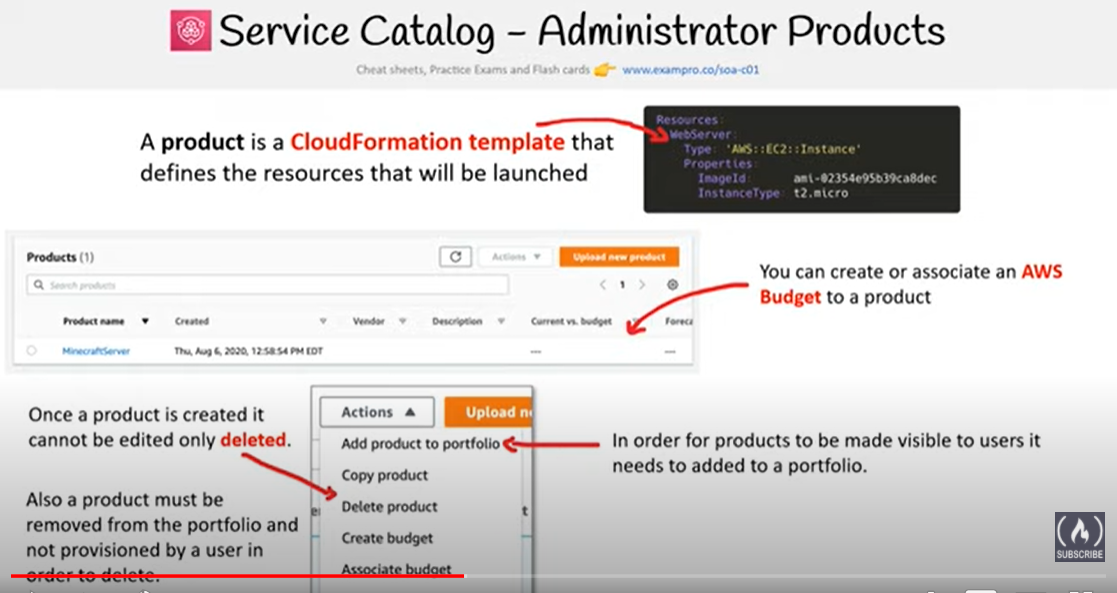 Service Catalog – Administrator Products
Cheat sheets, Practice Exams and Flash cards 👉 www.exampro.co/soa-c01
A product is a CloudFormation template that
defines the resources that will be launched
Resources:
WebServer:
Type: 'AWS::EC2::Instance'
Properties:
ImageId: ami-02354e95b39ca8dec
InstanceType: t2.micro
Products (1)
Actions ▼
Upload new product
Search products
< 1 >
Product name ▼ Created ▼ Vendor ▼ Description ▼ Current vs. budget ▼ Foreca
MinecraftServer Thu, Aug 6, 2020, 12:58:54 PM EDT --- ---
You can create or associate an AWS
Budget to a product
Once a product is created it
cannot be edited only deleted.
Also a product must be
removed from the portfolio and
not provisioned by a user in
order to delete.
Actions ▲
Upload n
Add product to portfolio
Copy product
Delete product
Create budget
Associate budget
In order for products to be made visible to users it
needs to added to a portfolio.
SUBSCRIBE